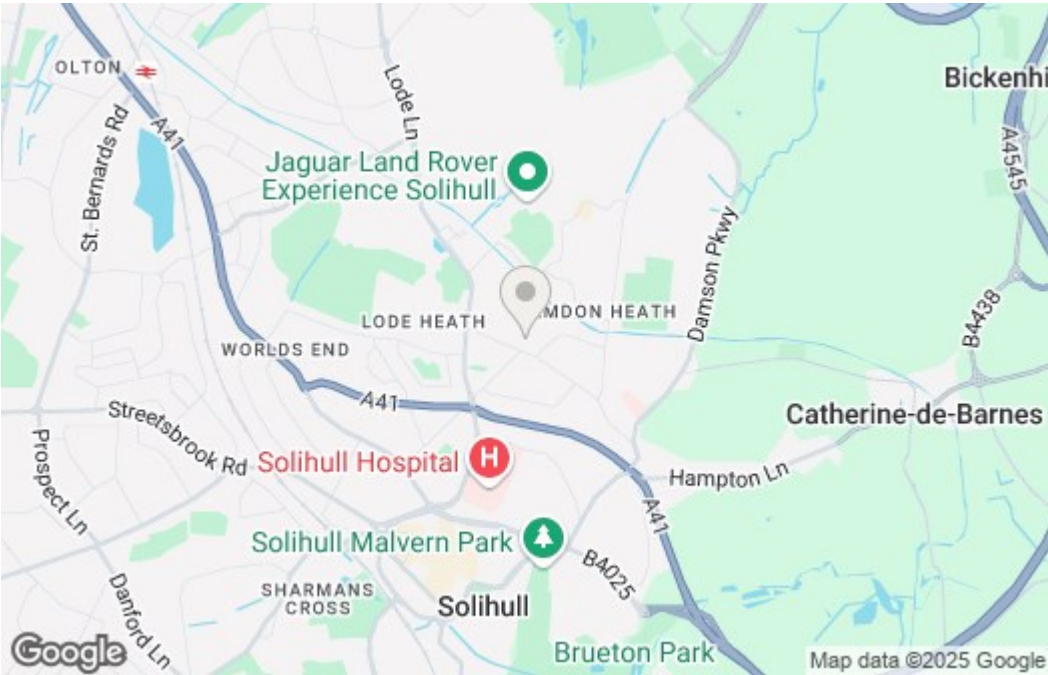 OLTON
Lode Ln
Bickenhi
A41
A4545
St. Bernards Rd
Jaguar Land Rover
Experience Solihull
Damson Pkwy
MDON HEATH
LODE HEATH
B4438
WORLDS END
A41
Catherine-de-Barnes
Streetsbrook Rd
Solihull Hospital
H
Hampton Ln
Prospect Ln
A41
Solihull Malvern Park
B4025
SHARMANS
CROSS
Solihull
Danford Ln
Brueton Park
Google
Map data ©2025 Google